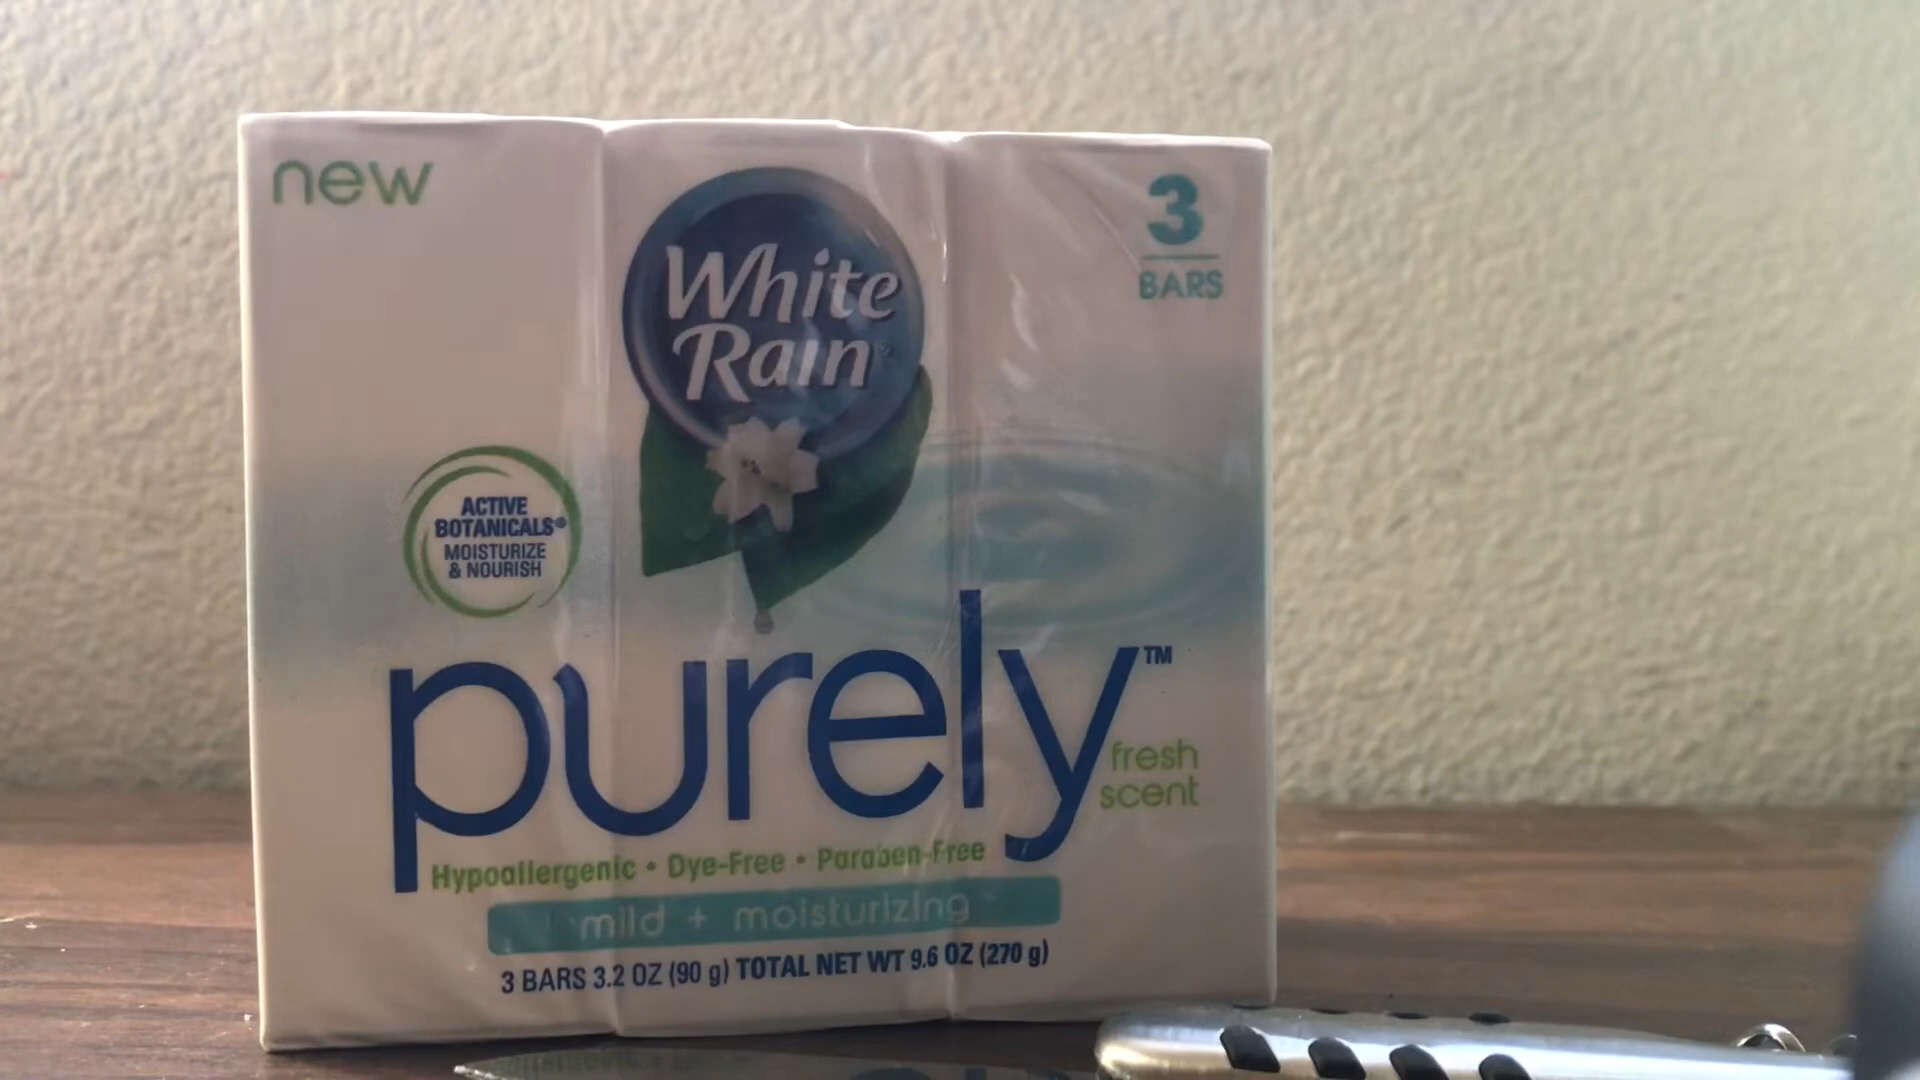 new
White
Rain
3
BARS
ACTIVE
BOTANICALS®
MOISTURIZE
& NOURISH
purely™
fresh
scent
Hypoallergenic • Dye-Free • Paraben-Free
mild + moisturizing
3 BARS 3.2 OZ (90 g) TOTAL NET WT 9.6 OZ (270 g)